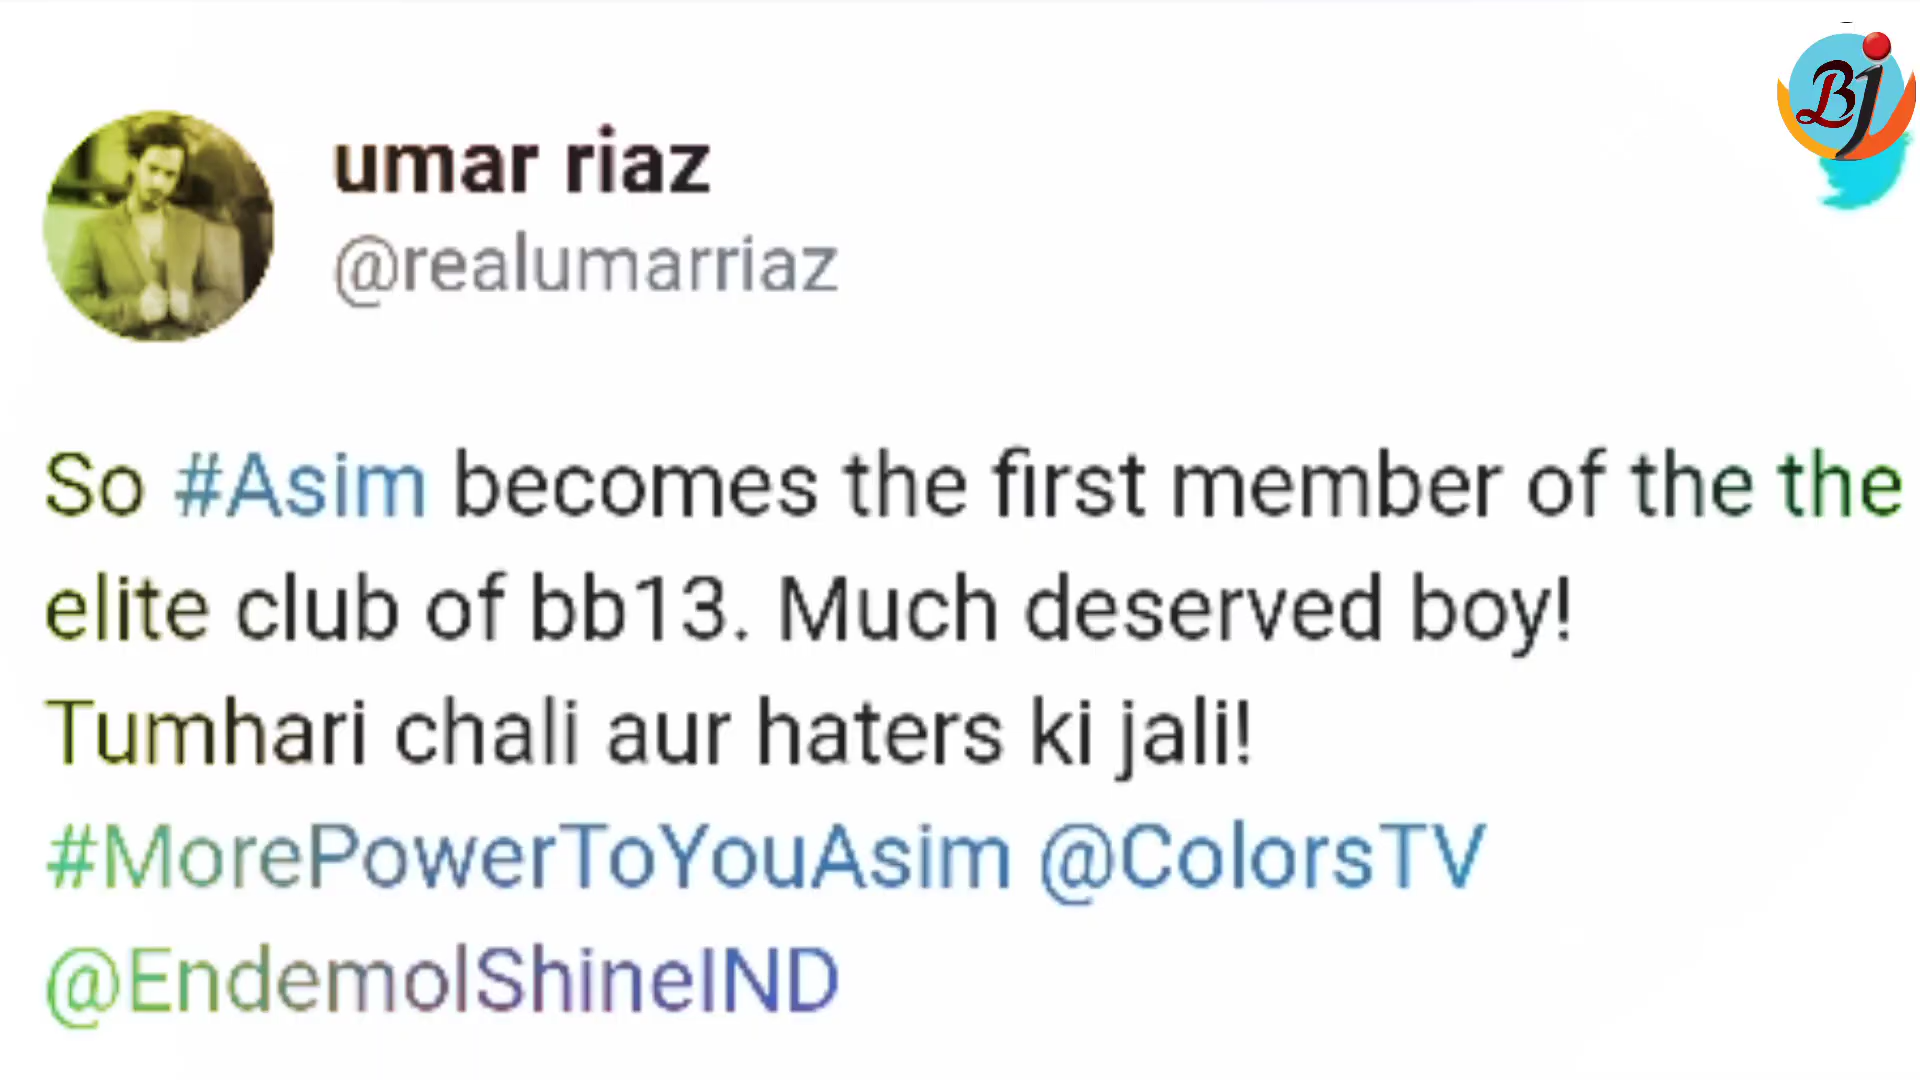 Bj
umar riaz
@realumarriaz
So #Asim becomes the first member of the the
elite club of bb13. Much deserved boy!
Tumhari chali aur haters ki jali!
#MorePowerToYouAsim @ColorsTV
@EndemolShineIND